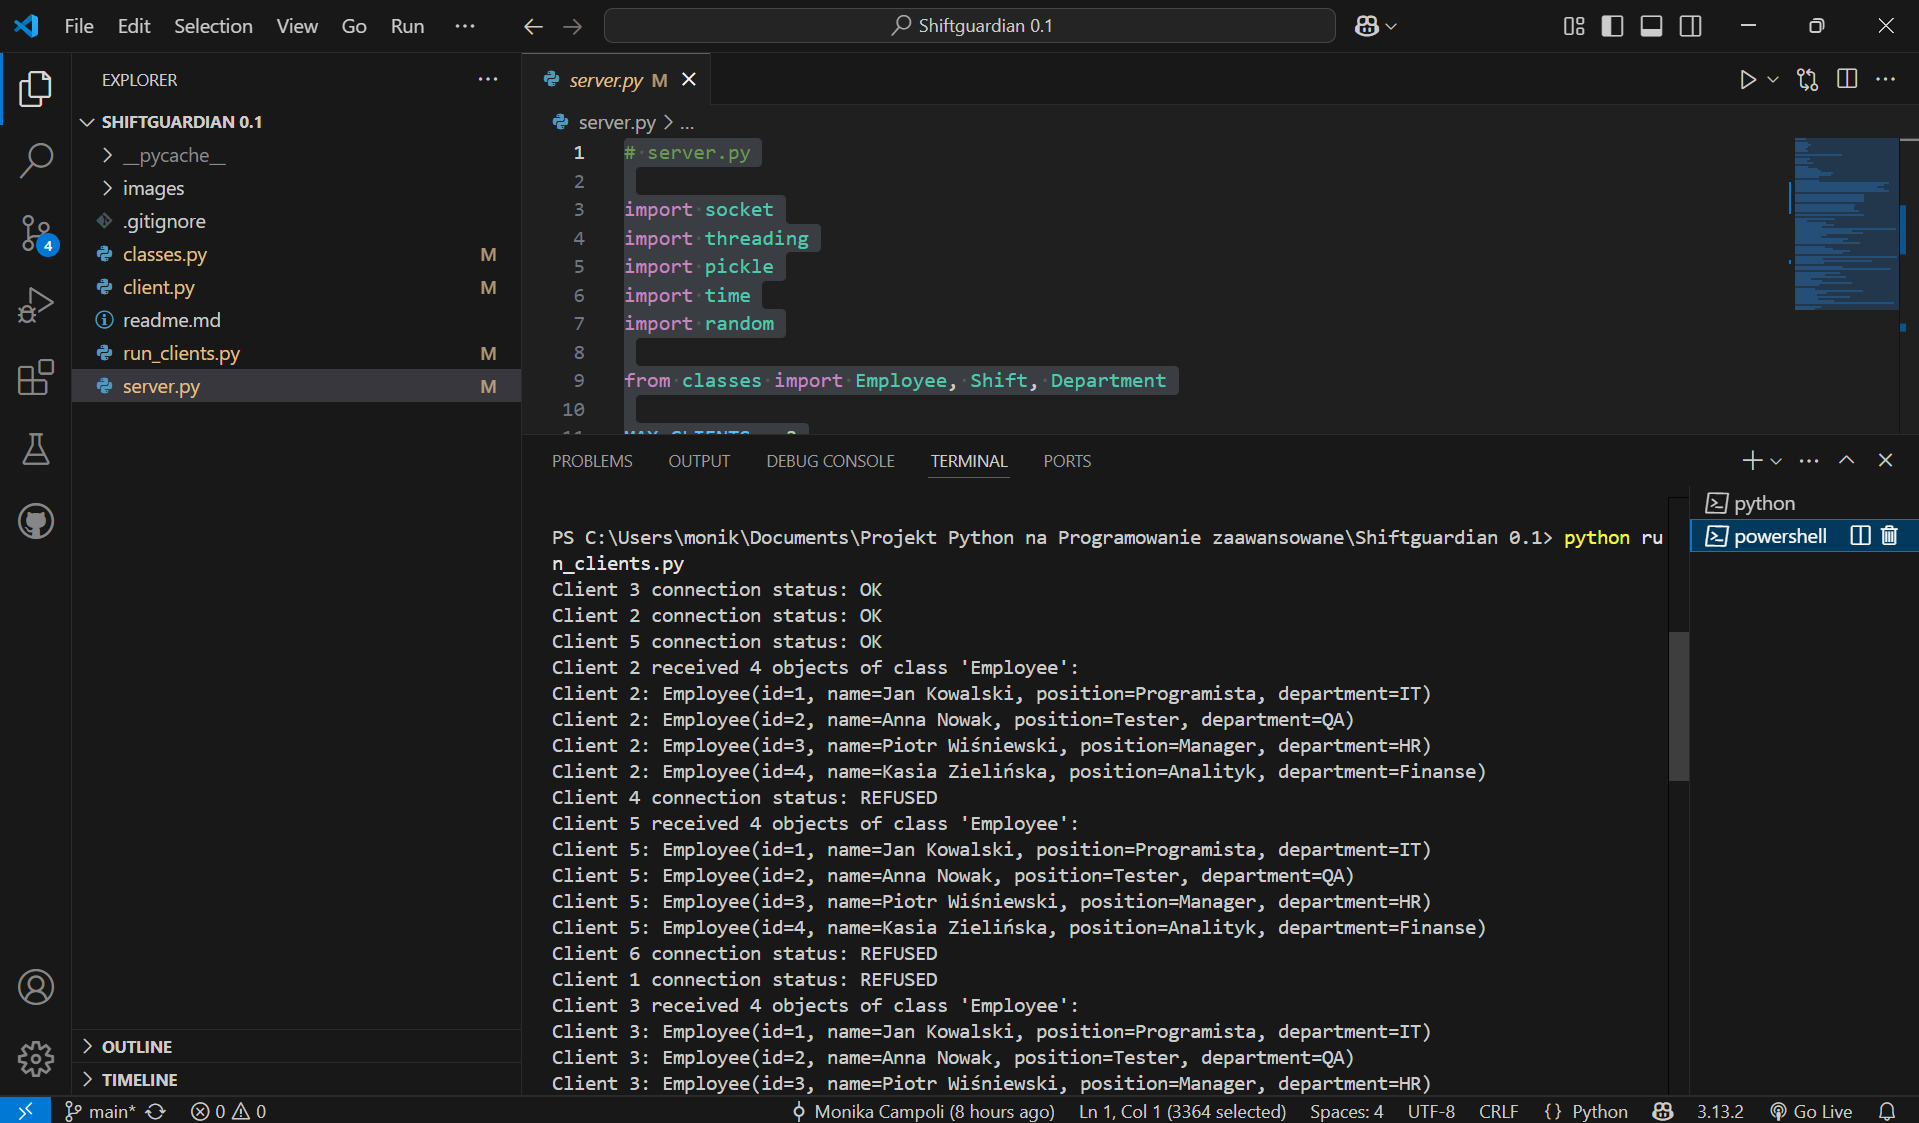 File Edit Selection View Go Run ··· Shiftguardian 0.1
EXPLORER ···
SHIFTGUARDIAN 0.1
__pycache__
images
.gitignore
classes.py M
client.py M
readme.md
run_clients.py M
server.py M
OUTLINE
TIMELINE
4
server.py M
server.py > ...
1 # server.py
2
3 import socket
4 import threading
5 import pickle
6 import time
7 import random
8
9 from classes import Employee, Shift, Department
10
PROBLEMS OUTPUT DEBUG CONSOLE TERMINAL PORTS
python
powershell
PS C:\Users\monik\Documents\Projekt Python na Programowanie zaawansowane\Shiftguardian 0.1> python ru
n_clients.py
Client 3 connection status: OK
Client 2 connection status: OK
Client 5 connection status: OK
Client 2 received 4 objects of class 'Employee':
Client 2: Employee(id=1, name=Jan Kowalski, position=Programista, department=IT)
Client 2: Employee(id=2, name=Anna Nowak, position=Tester, department=QA)
Client 2: Employee(id=3, name=Piotr Wiśniewski, position=Manager, department=HR)
Client 2: Employee(id=4, name=Kasia Zielińska, position=Analityk, department=Finanse)
Client 4 connection status: REFUSED
Client 5 received 4 objects of class 'Employee':
Client 5: Employee(id=1, name=Jan Kowalski, position=Programista, department=IT)
Client 5: Employee(id=2, name=Anna Nowak, position=Tester, department=QA)
Client 5: Employee(id=3, name=Piotr Wiśniewski, position=Manager, department=HR)
Client 5: Employee(id=4, name=Kasia Zielińska, position=Analityk, department=Finanse)
Client 6 connection status: REFUSED
Client 1 connection status: REFUSED
Client 3 received 4 objects of class 'Employee':
Client 3: Employee(id=1, name=Jan Kowalski, position=Programista, department=IT)
Client 3: Employee(id=2, name=Anna Nowak, position=Tester, department=QA)
Client 3: Employee(id=3, name=Piotr Wiśniewski, position=Manager, department=HR)
main* 0 0 Monika Campoli (8 hours ago) Ln 1, Col 1 (3364 selected) Spaces: 4 UTF-8 CRLF {} Python 3.13.2 Go Live